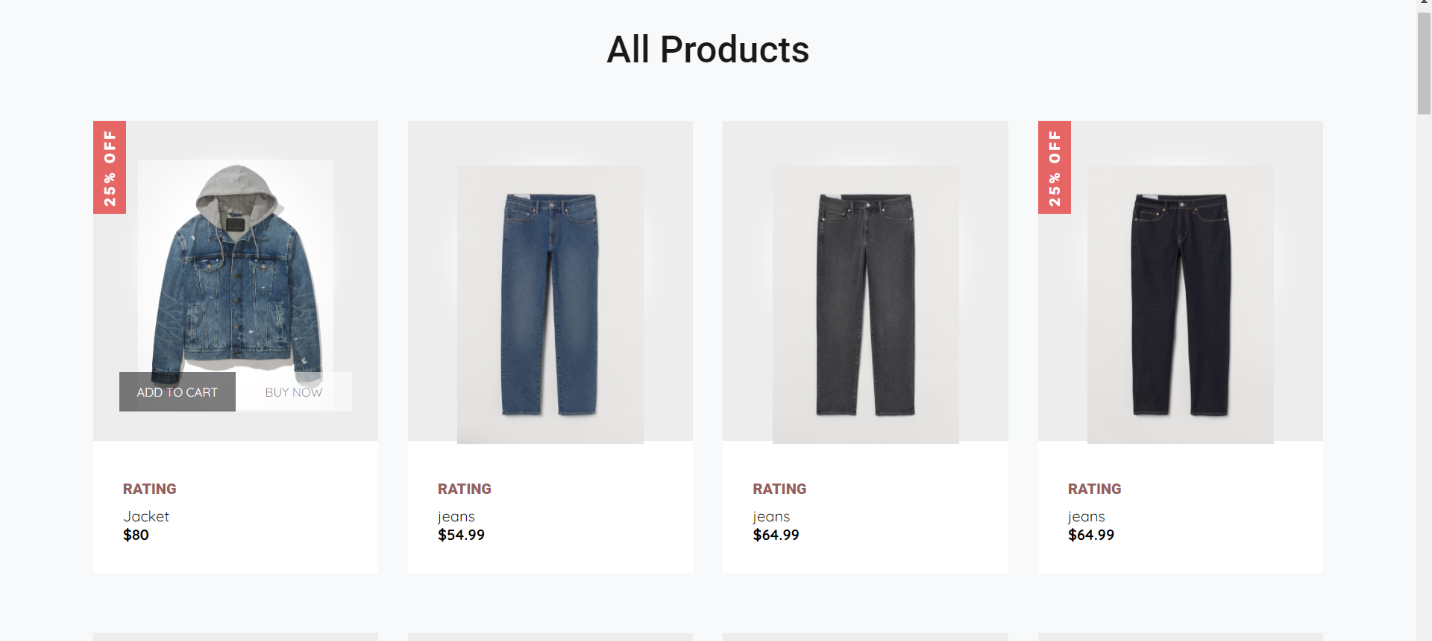 All Products
25% OFF
25% OFF
ADD TO CART
BUY NOW
RATING
Jacket
$80
RATING
jeans
$54.99
RATING
jeans
$64.99
RATING
jeans
$64.99